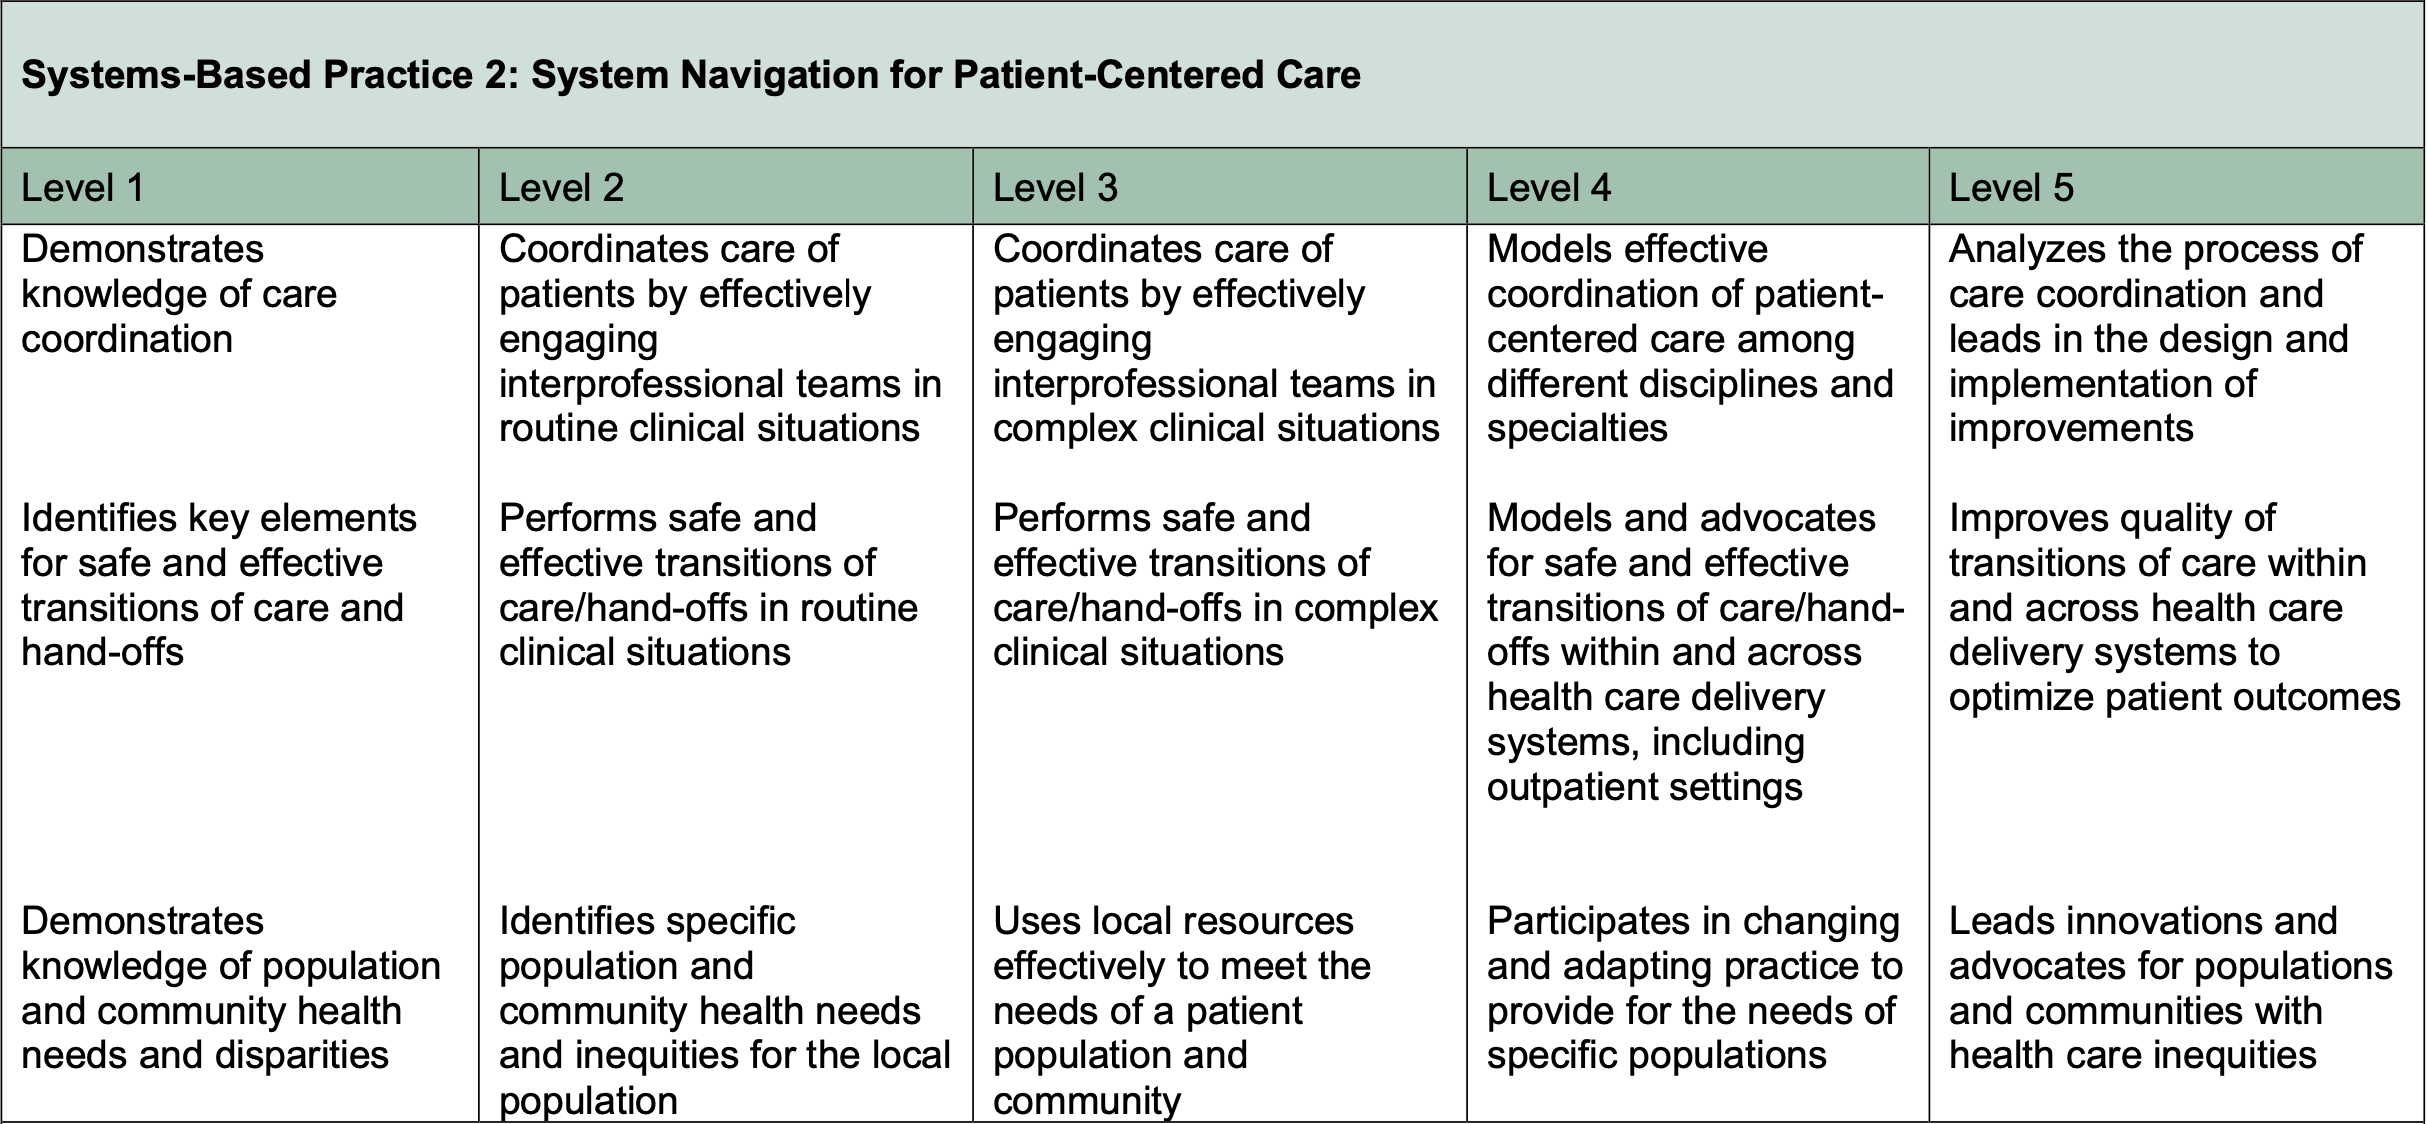 Systems-Based Practice 2: System Navigation for Patient-Centered Care
Level 1
Level 2
Level 3
Level 4
Level 5
Demonstrates
knowledge of care
coordination
Coordinates care of
patients by effectively
engaging
interprofessional teams in
routine clinical situations
Coordinates care of
patients by effectively
engaging
interprofessional teams in
complex clinical situations
Models effective
coordination of patient-
centered care among
different disciplines and
specialties
Analyzes the process of
care coordination and
leads in the design and
implementation of
improvements
Identifies key elements
for safe and effective
transitions of care and
hand-offs
Performs safe and
effective transitions of
care/hand-offs in routine
clinical situations
Performs safe and
effective transitions of
care/hand-offs in complex
clinical situations
Models and advocates
for safe and effective
transitions of care/hand-
offs within and across
health care delivery
systems, including
outpatient settings
Improves quality of
transitions of care within
and across health care
delivery systems to
optimize patient outcomes
Demonstrates
knowledge of population
and community health
needs and disparities
Identifies specific
population and
community health needs
and inequities for the local
population
Uses local resources
effectively to meet the
needs of a patient
population and
community
Participates in changing
and adapting practice to
provide for the needs of
specific populations
Leads innovations and
advocates for populations
and communities with
health care inequities